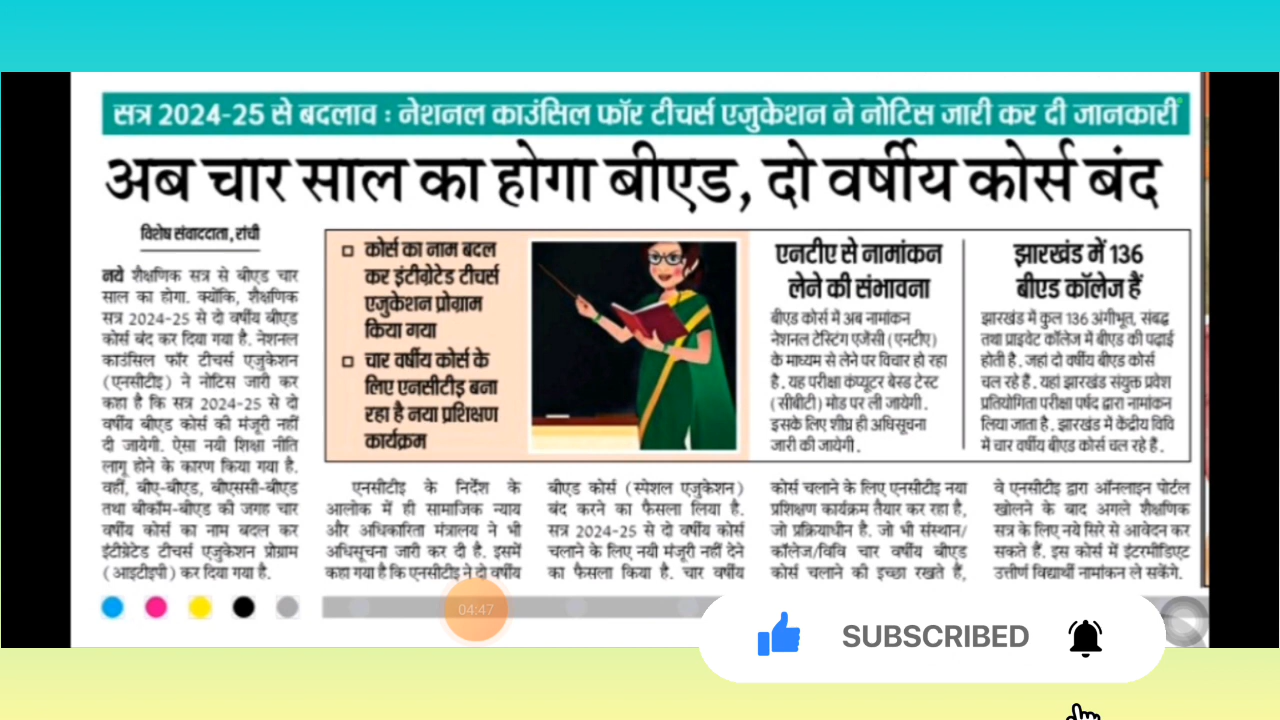 सत्र 2024-25 से बदलाव : नेशनल काउंसिल फॉर टीचर्स एजुकेशन ने नोटिस जारी कर दी जानकारी
अब चार साल का होगा बीएड, दो वर्षीय कोर्स बंद
विशेष संवाददाता, रांची
नये शैक्षणिक सत्र से बीएड चार
साल का होगा. क्योंकि, शैक्षणिक
सत्र 2024-25 से दो वर्षीय बीएड
कोर्स बंद कर दिया गया है. नेशनल
काउंसिल फॉर टीचर्स एजुकेशन
(एनसीटीइ) ने नोटिस जारी कर
कहा है कि सत्र 2024-25 से दो
वर्षीय बीएड कोर्स की मंजूरी नहीं
दी जायेगी. ऐसा नयी शिक्षा नीति
लागू होने के कारण किया गया है.
वहीं, बीए-बीएड, बीएससी-बीएड
तथा बीकॉम-बीएड की जगह चार
वर्षीय कोर्स का नाम बदल कर
इंटीग्रेटेड टीचर्स एजुकेशन प्रोग्राम
(आइटीइपी) कर दिया गया है.
कोर्स का नाम बदल
कर इंटीग्रेटेड टीचर्स
एजुकेशन प्रोग्राम
किया गया
चार वर्षीय कोर्स के
लिए एनसीटीइ बना
रहा है नया प्रशिक्षण
कार्यक्रम
एनटीए से नामांकन
लेने की संभावना
बीएड कोर्स में अब नामांकन
नेशनल टेस्टिंग एजेंसी (एनटीए)
के माध्यम से लेने पर विचार हो रहा
है. यह परीक्षा कंप्यूटर बेस्ड टेस्ट
(सीबीटी) मोड पर ली जायेगी.
इसके लिए शीघ्र ही अधिसूचना
जारी की जायेगी.
झारखंड में 136
बीएड कॉलेज हैं
झारखंड में कुल 136 अंगीभूत, संबद्ध
तथा प्राइवेट कॉलेज में बीएड की पढ़ाई
होती है. जहां दो वर्षीय बीएड कोर्स
चल रहे हैं. यहां झारखंड संयुक्त प्रवेश
प्रतियोगिता परीक्षा पर्षद द्वारा नामांकन
लिया जाता है. झारखंड में केंद्रीय विवि
में चार वर्षीय बीएड कोर्स चल रहे हैं.
एनसीटीइ के निर्देश के
आलोक में ही सामाजिक न्याय
और अधिकारिता मंत्रालय ने भी
अधिसूचना जारी कर दी है. इसमें
कहा गया है कि एनसीटीइ ने दो वर्षीय
बीएड कोर्स (स्पेशल एजुकेशन)
बंद करने का फैसला लिया है.
सत्र 2024-25 से दो वर्षीय कोर्स
चलाने के लिए नयी मंजूरी नहीं देने
का फैसला किया है. चार वर्षीय
कोर्स चलाने के लिए एनसीटीइ नया
प्रशिक्षण कार्यक्रम तैयार कर रहा है,
जो प्रक्रियाधीन है. जो भी संस्थान/
कॉलेज/विवि चार वर्षीय बीएड
कोर्स चलाने की इच्छा रखते हैं,
वे एनसीटीइ द्वारा ऑनलाइन पोर्टल
खोलने के बाद अगले शैक्षणिक
सत्र के लिए नये सिरे से आवेदन कर
सकते हैं. इस कोर्स में इंटरमीडिएट
उत्तीर्ण विद्यार्थी नामांकन ले सकेंगे.
04:47
SUBSCRIBED